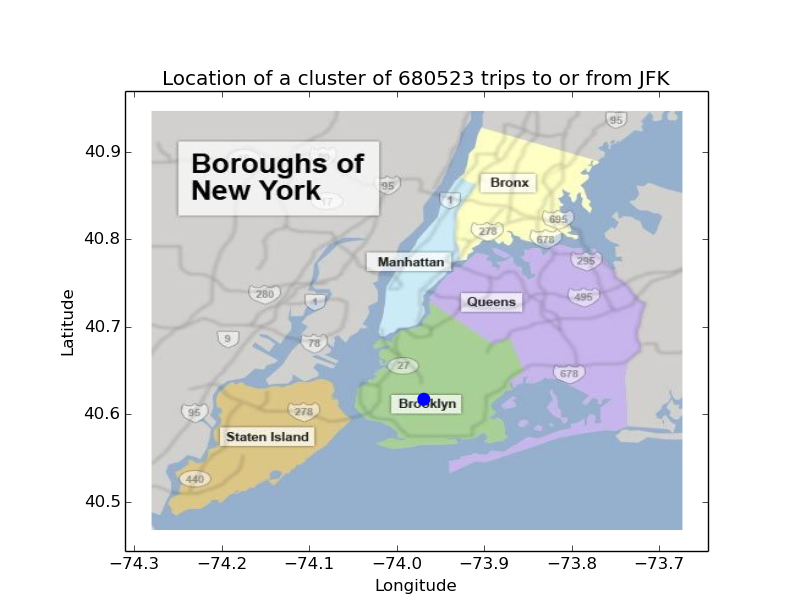 Location of a cluster of 680523 trips to or from JFK
Boroughs of
New York
95
95
17
1
Bronx
695
278
678
Manhattan
295
280
1
Queens
495
9
78
27
678
Brooklyn
95
278
Staten Island
440
40.9
40.8
40.7
40.6
40.5
Latitude
−74.3 −74.2 −74.1 −74.0 −73.9 −73.8 −73.7
Longitude